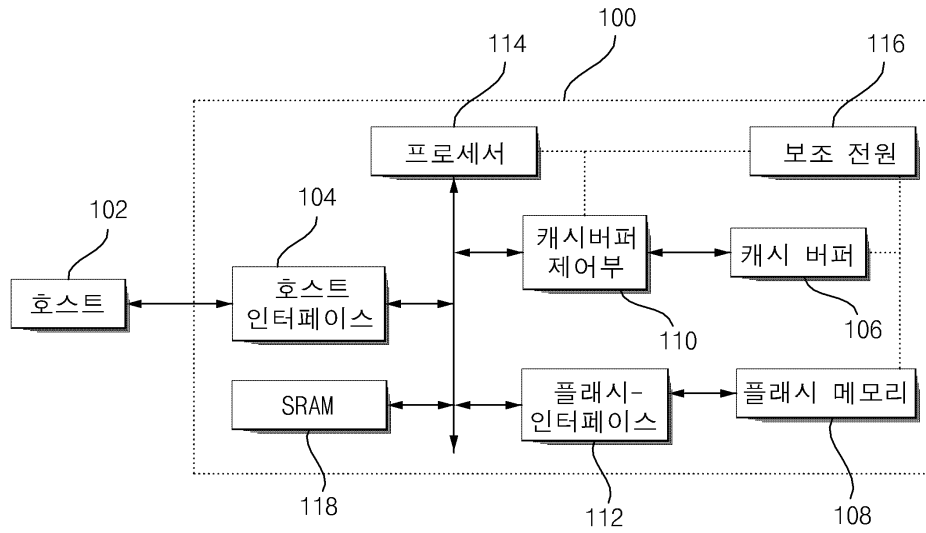 100
114
116
프로세서
보조 전원
102
104
캐시버퍼
제어부
캐시 버퍼
호스트
호스트
인터페이스
110
106
SRAM
플래시-
인터페이스
플래시 메모리
118
112
108